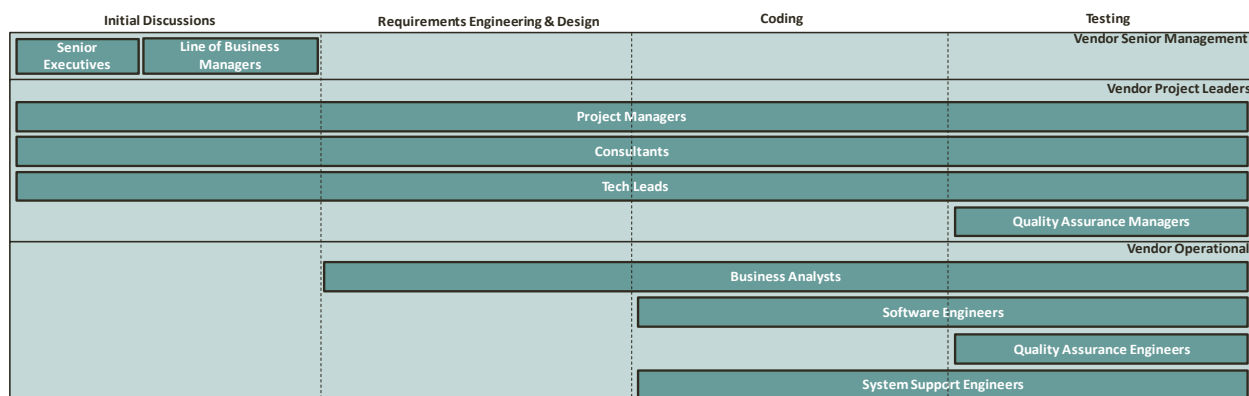 Initial Discussions
Requirements Engineering & Design
Coding
Testing
Vendor Senior Management
Senior
Executives
Line of Business
Managers
Vendor Project Leaders
Project Managers
Consultants
Tech Leads
Quality Assurance Managers
Vendor Operational
Business Analysts
Software Engineers
Quality Assurance Engineers
System Support Engineers